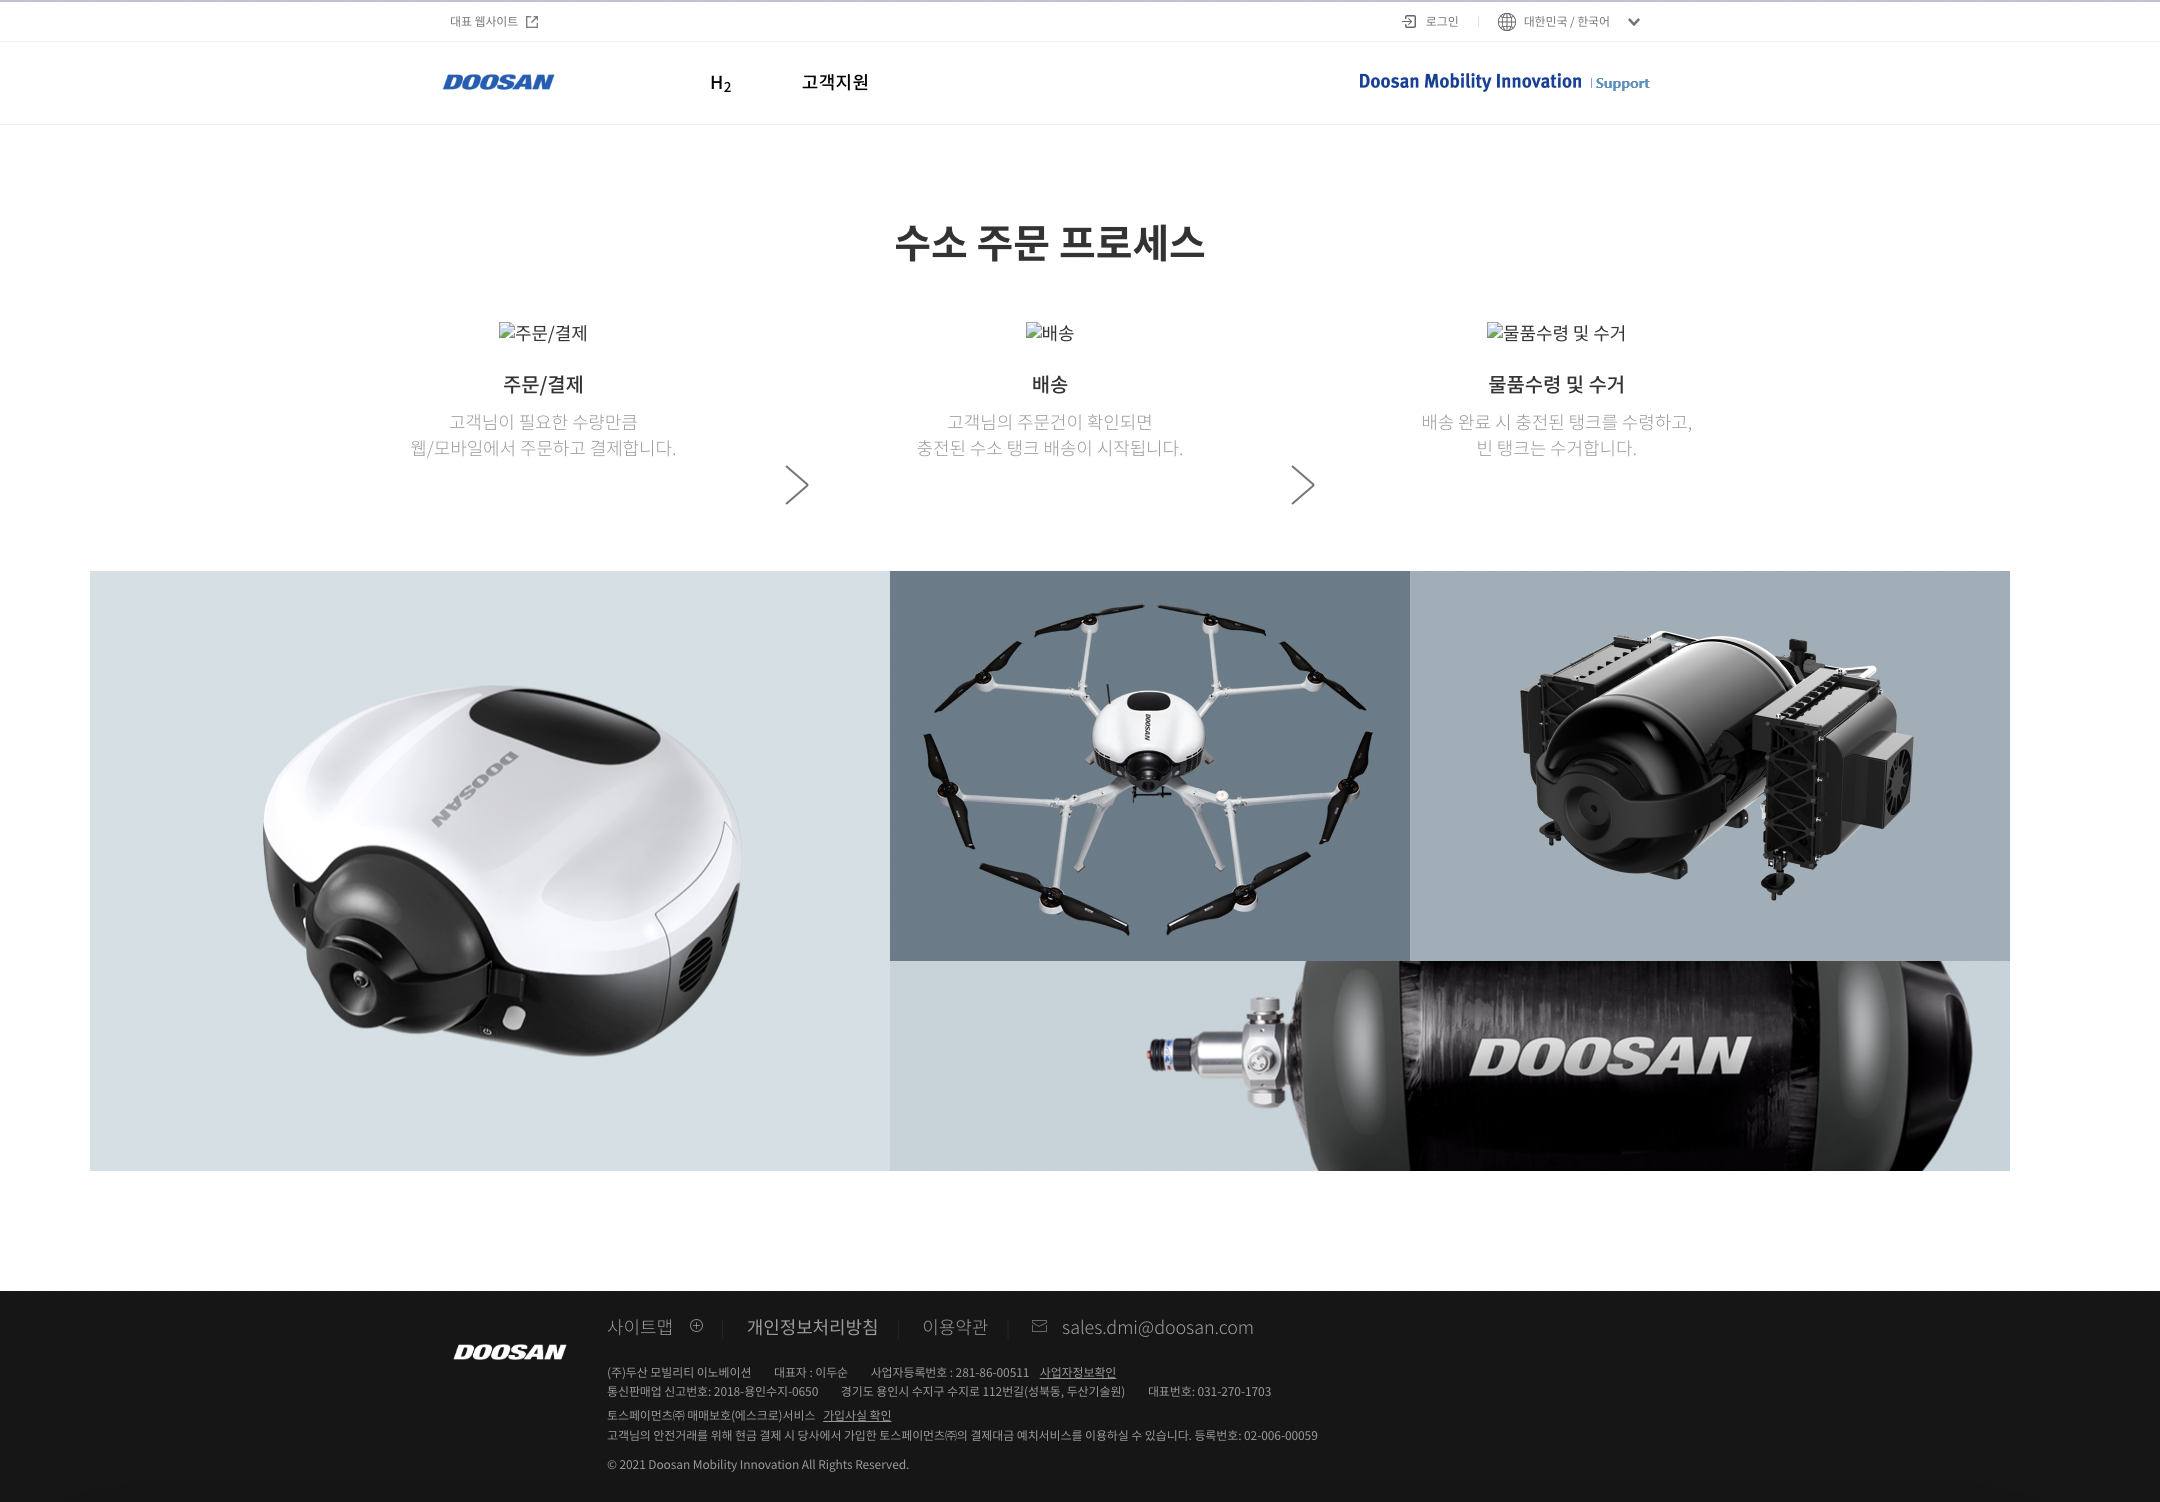 대표 웹사이트
로그인
대한민국 / 한국어
DOOSAN
H2
고객지원
Doosan Mobility Innovation
Support
수소 주문 프로세스
주문/결제
배송
물품수령 및 수거
주문/결제
고객님이 필요한 수량만큼
웹/모바일에서 주문하고 결제합니다.
배송
고객님의 주문건이 확인되면
충전된 수소 탱크 배송이 시작됩니다.
물품수령 및 수거
배송 완료 시 충전된 탱크를 수령하고,
빈 탱크는 수거합니다.
DOOSAN
DOOSAN
DOOSAN
DOOSAN
사이트맵
개인정보처리방침
이용약관
sales.dmi@doosan.com
(주)두산 모빌리티 이노베이션 대표자 : 이두순 사업자등록번호 : 281-86-00511 사업자정보확인
통신판매업 신고번호: 2018-용인수지-0650 경기도 용인시 수지구 수지로 112번길(성복동, 두산기술원) 대표번호: 031-270-1703
토스페이먼츠㈜ 매매보호(에스크로)서비스 가입사실 확인
고객님의 안전거래를 위해 현금 결제 시 당사에서 가입한 토스페이먼츠㈜의 결제대금 예치서비스를 이용하실 수 있습니다. 등록번호: 02-006-00059
© 2021 Doosan Mobility Innovation All Rights Reserved.